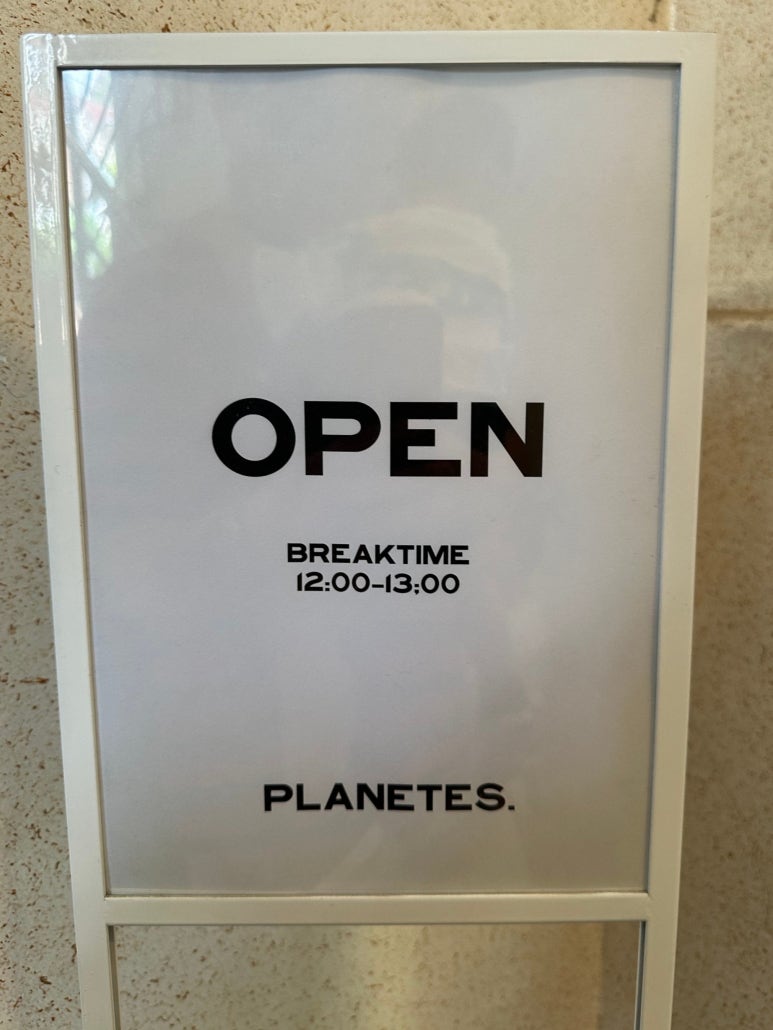 OPEN
BREAKTIME
12:00-13;00
PLANETES.